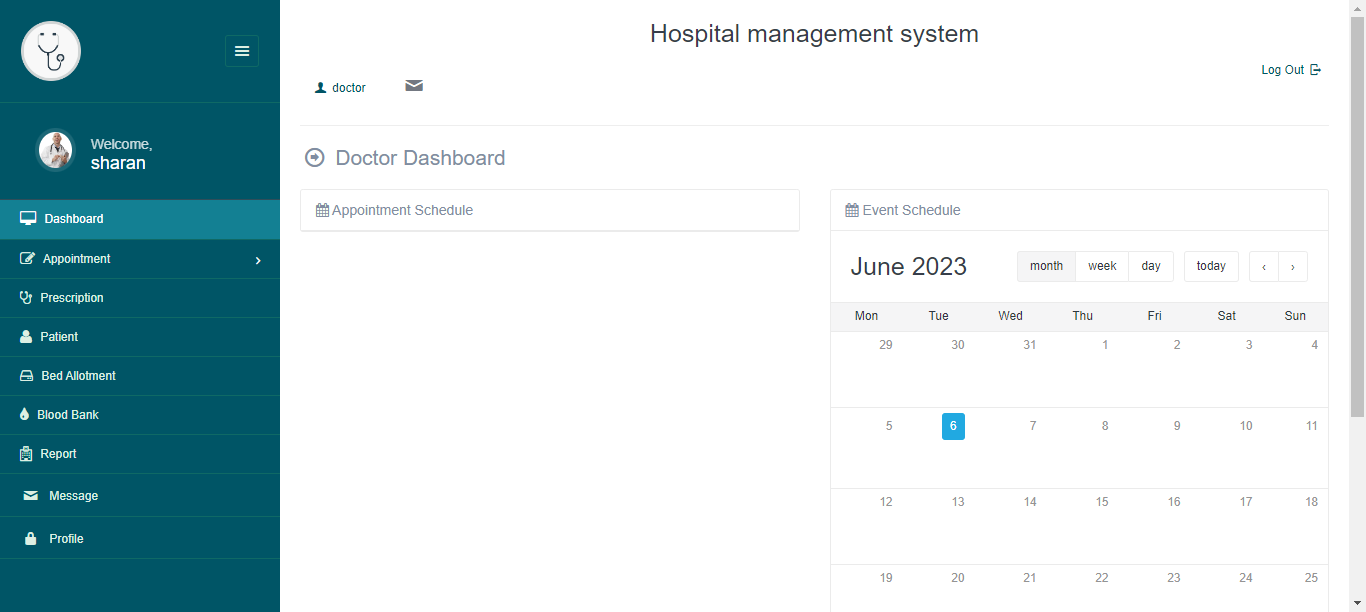 Hospital management system
Log Out
doctor
Welcome,
sharan
Dashboard
Appointment
Prescription
Patient
Bed Allotment
Blood Bank
Report
Message
Profile
Doctor Dashboard
Appointment Schedule
Event Schedule
June 2023 month week day today ‹ ›
Mon Tue Wed Thu Fri Sat Sun
29 30 31 1 2 3 4
5 6 7 8 9 10 11
12 13 14 15 16 17 18
19 20 21 22 23 24 25